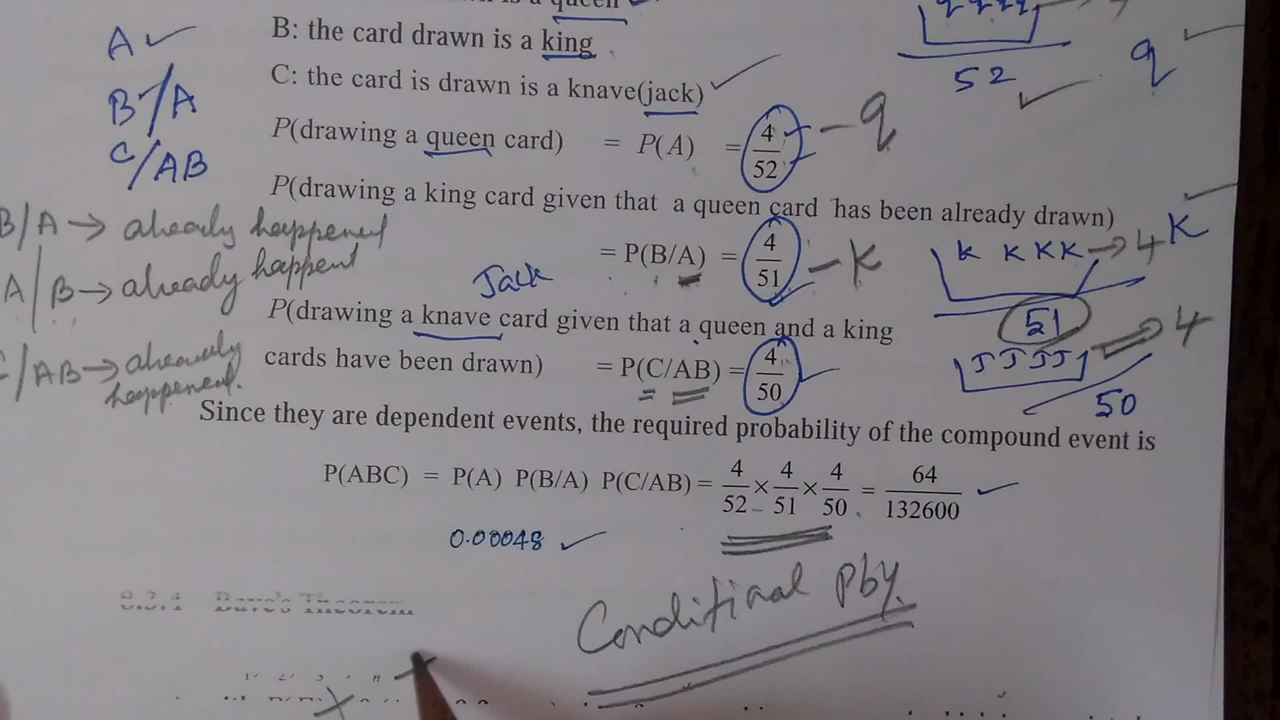 queen
B: the card drawn is a king
C: the card is drawn is a knave(jack)
A ✓
B/A
C/AB
52
q
P(drawing a queen card) = P(A) = 4/52 - q
P(drawing a king card given that a queen card has been already drawn)
= P(B/A) = 4/51 - K
K K K K → 4 K
51
B/A → already happened
A/B → already happent
C/AB → already happened.
Jack
P(drawing a knave card given that a queen and a king
cards have been drawn) = P(C/AB) = 4/50
J J J J → 4
50
Since they are dependent events, the required probability of the compound event is
P(ABC) = P(A) P(B/A) P(C/AB) = 4/52 × 4/51 × 4/50 = 64/132600
0.00048 ✓
Conditinal Pby.